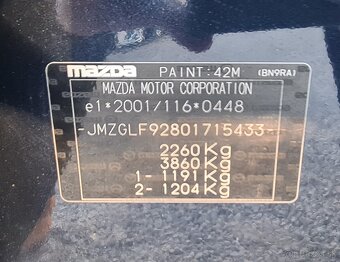 mazda PAINT:42M (BN9RA)
MAZDA MOTOR CORPORATION
e1*2001/116*0448
-JMZGLF92801715433-
2260Kg
3860Kg
1- 1191Kg
2- 1204Kg